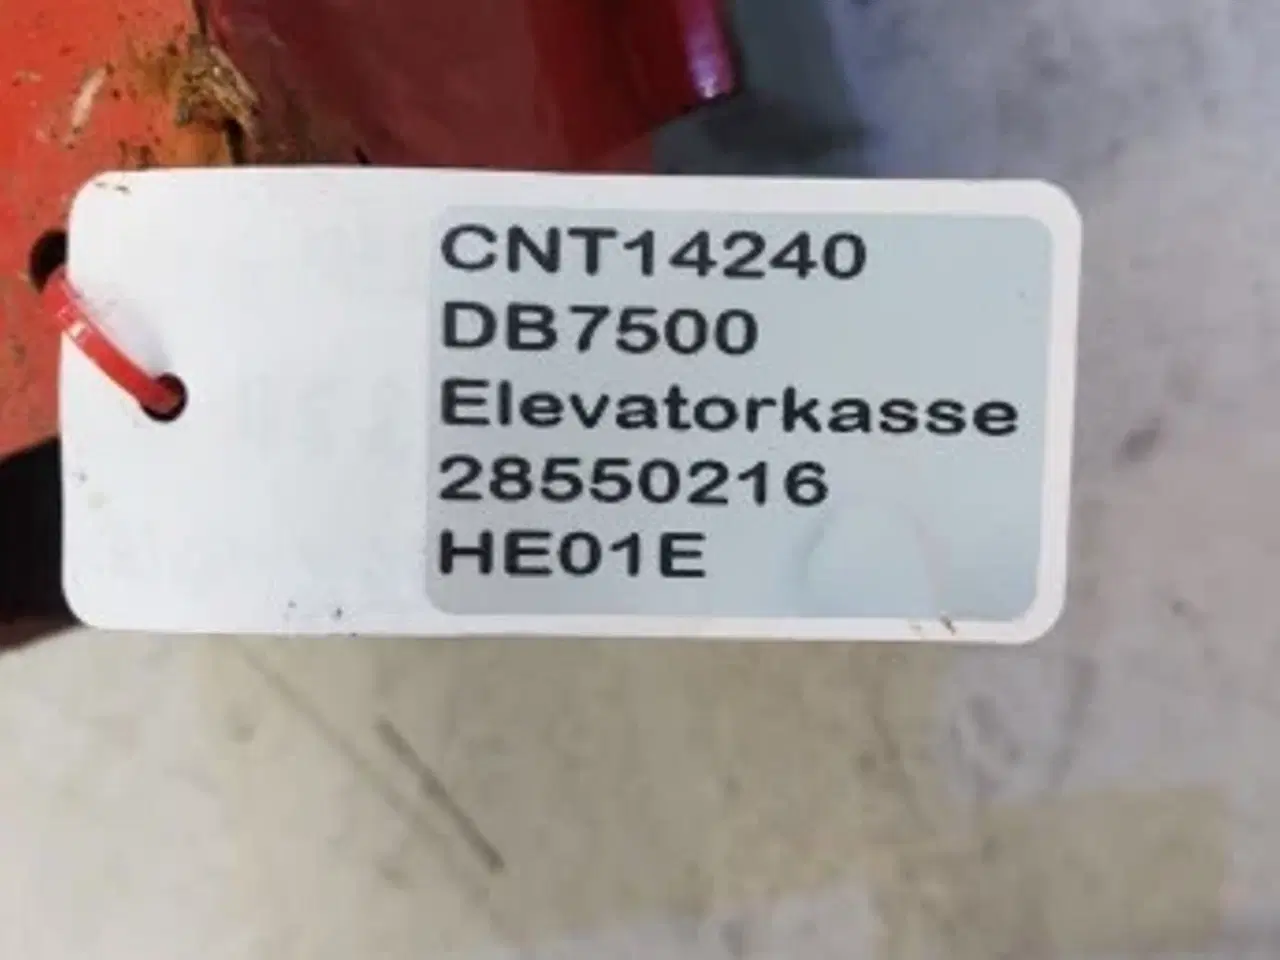 CNT14240
DB7500
Elevatorkasse
28550216
HE01E